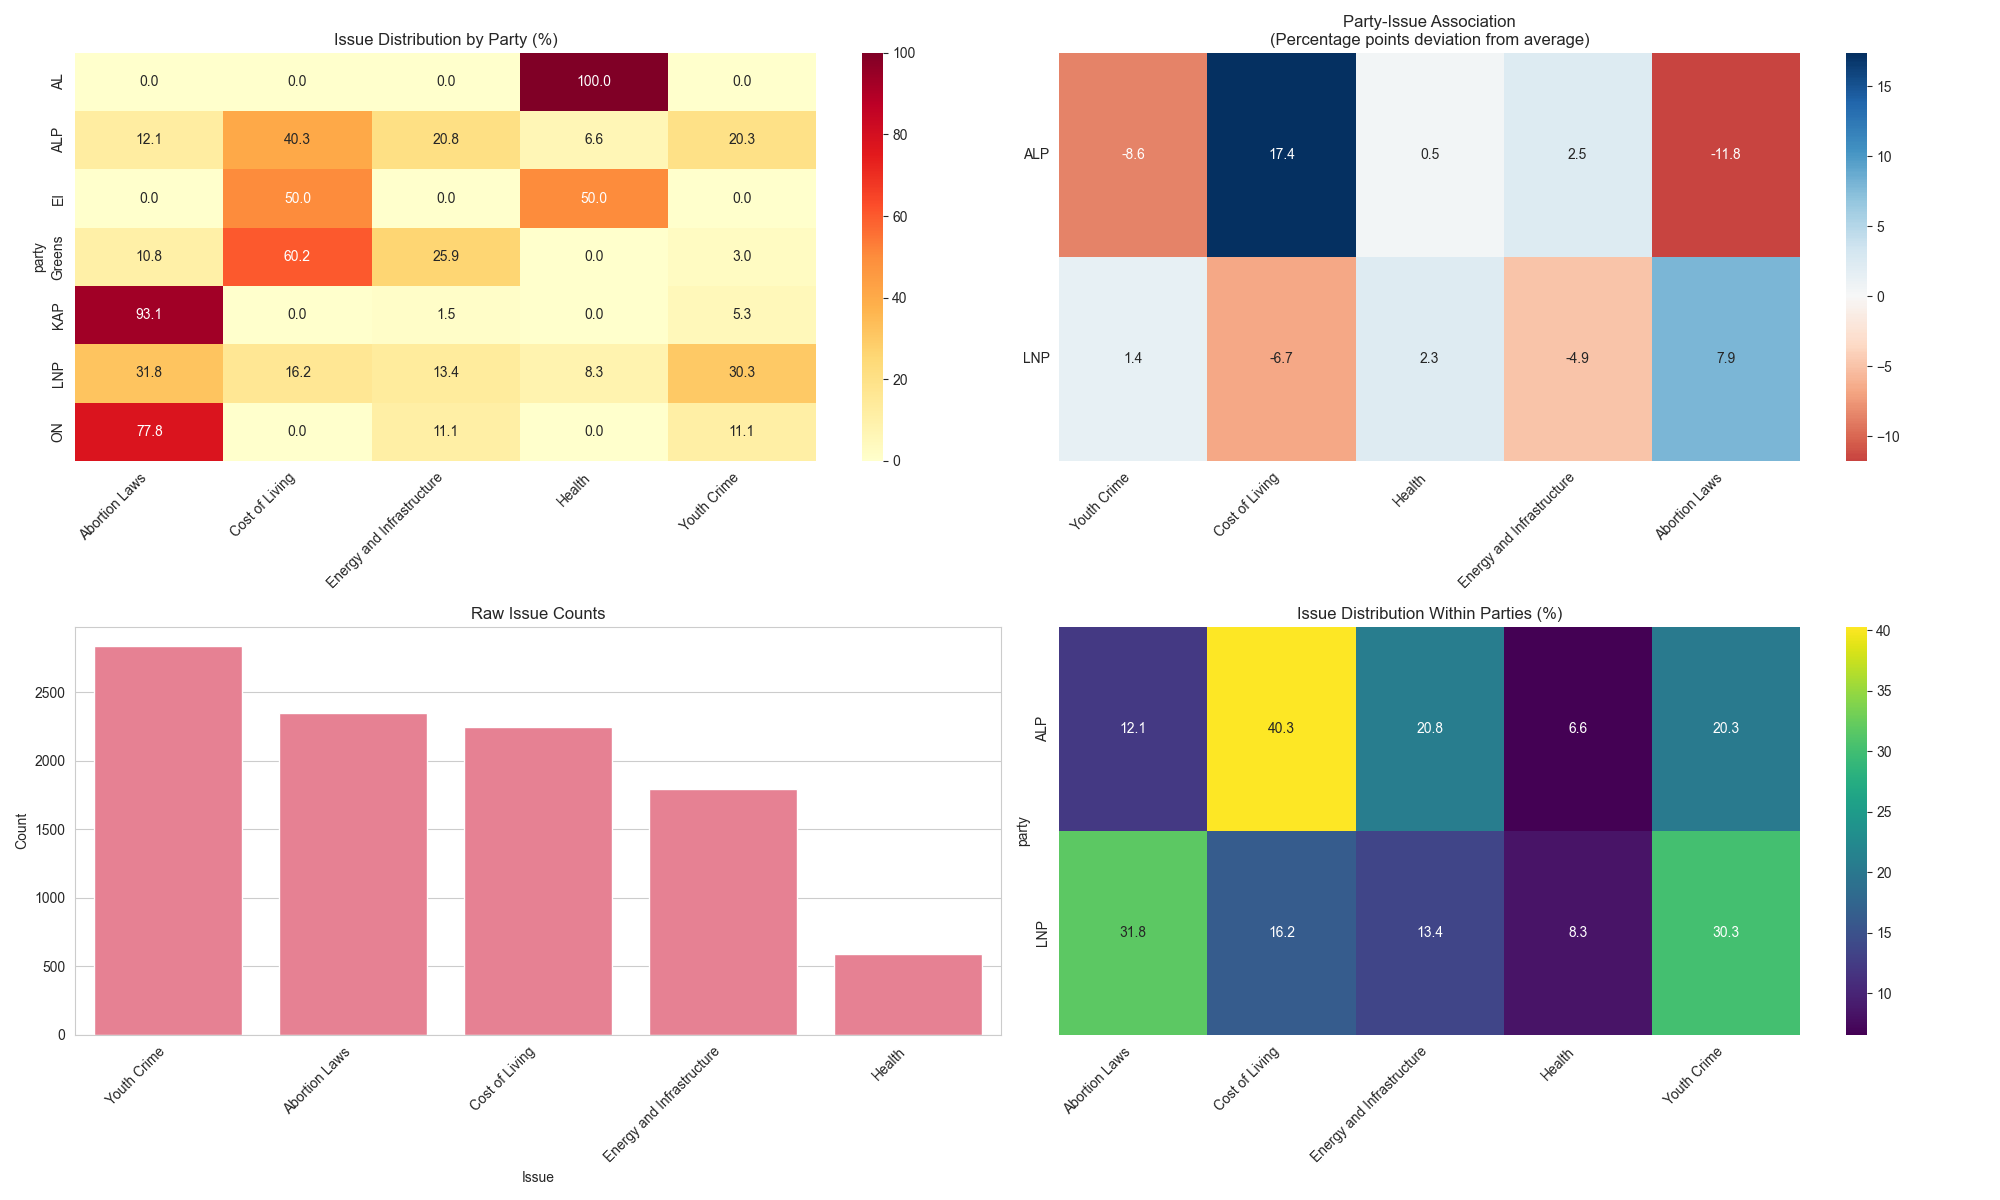 Issue Distribution by Party (%)
party
AL 0.0 0.0 0.0 100.0 0.0
ALP 12.1 40.3 20.8 6.6 20.3
EI 0.0 50.0 0.0 50.0 0.0
Greens 10.8 60.2 25.9 0.0 3.0
KAP 93.1 0.0 1.5 0.0 5.3
LNP 31.8 16.2 13.4 8.3 30.3
ON 77.8 0.0 11.1 0.0 11.1
Abortion Laws
Cost of Living
Energy and Infrastructure
Health
Youth Crime
100
80
60
40
20
0
Party-Issue Association
(Percentage points deviation from average)
ALP -8.6 17.4 0.5 2.5 -11.8
LNP 1.4 -6.7 2.3 -4.9 7.9
Youth Crime
Cost of Living
Health
Energy and Infrastructure
Abortion Laws
15
10
5
0
−5
−10
Raw Issue Counts
Count
2500
2000
1500
1000
500
0
Youth Crime
Abortion Laws
Cost of Living
Energy and Infrastructure
Health
Issue
Issue Distribution Within Parties (%)
party
ALP 12.1 40.3 20.8 6.6 20.3
LNP 31.8 16.2 13.4 8.3 30.3
Abortion Laws
Cost of Living
Energy and Infrastructure
Health
Youth Crime
40
35
30
25
20
15
10